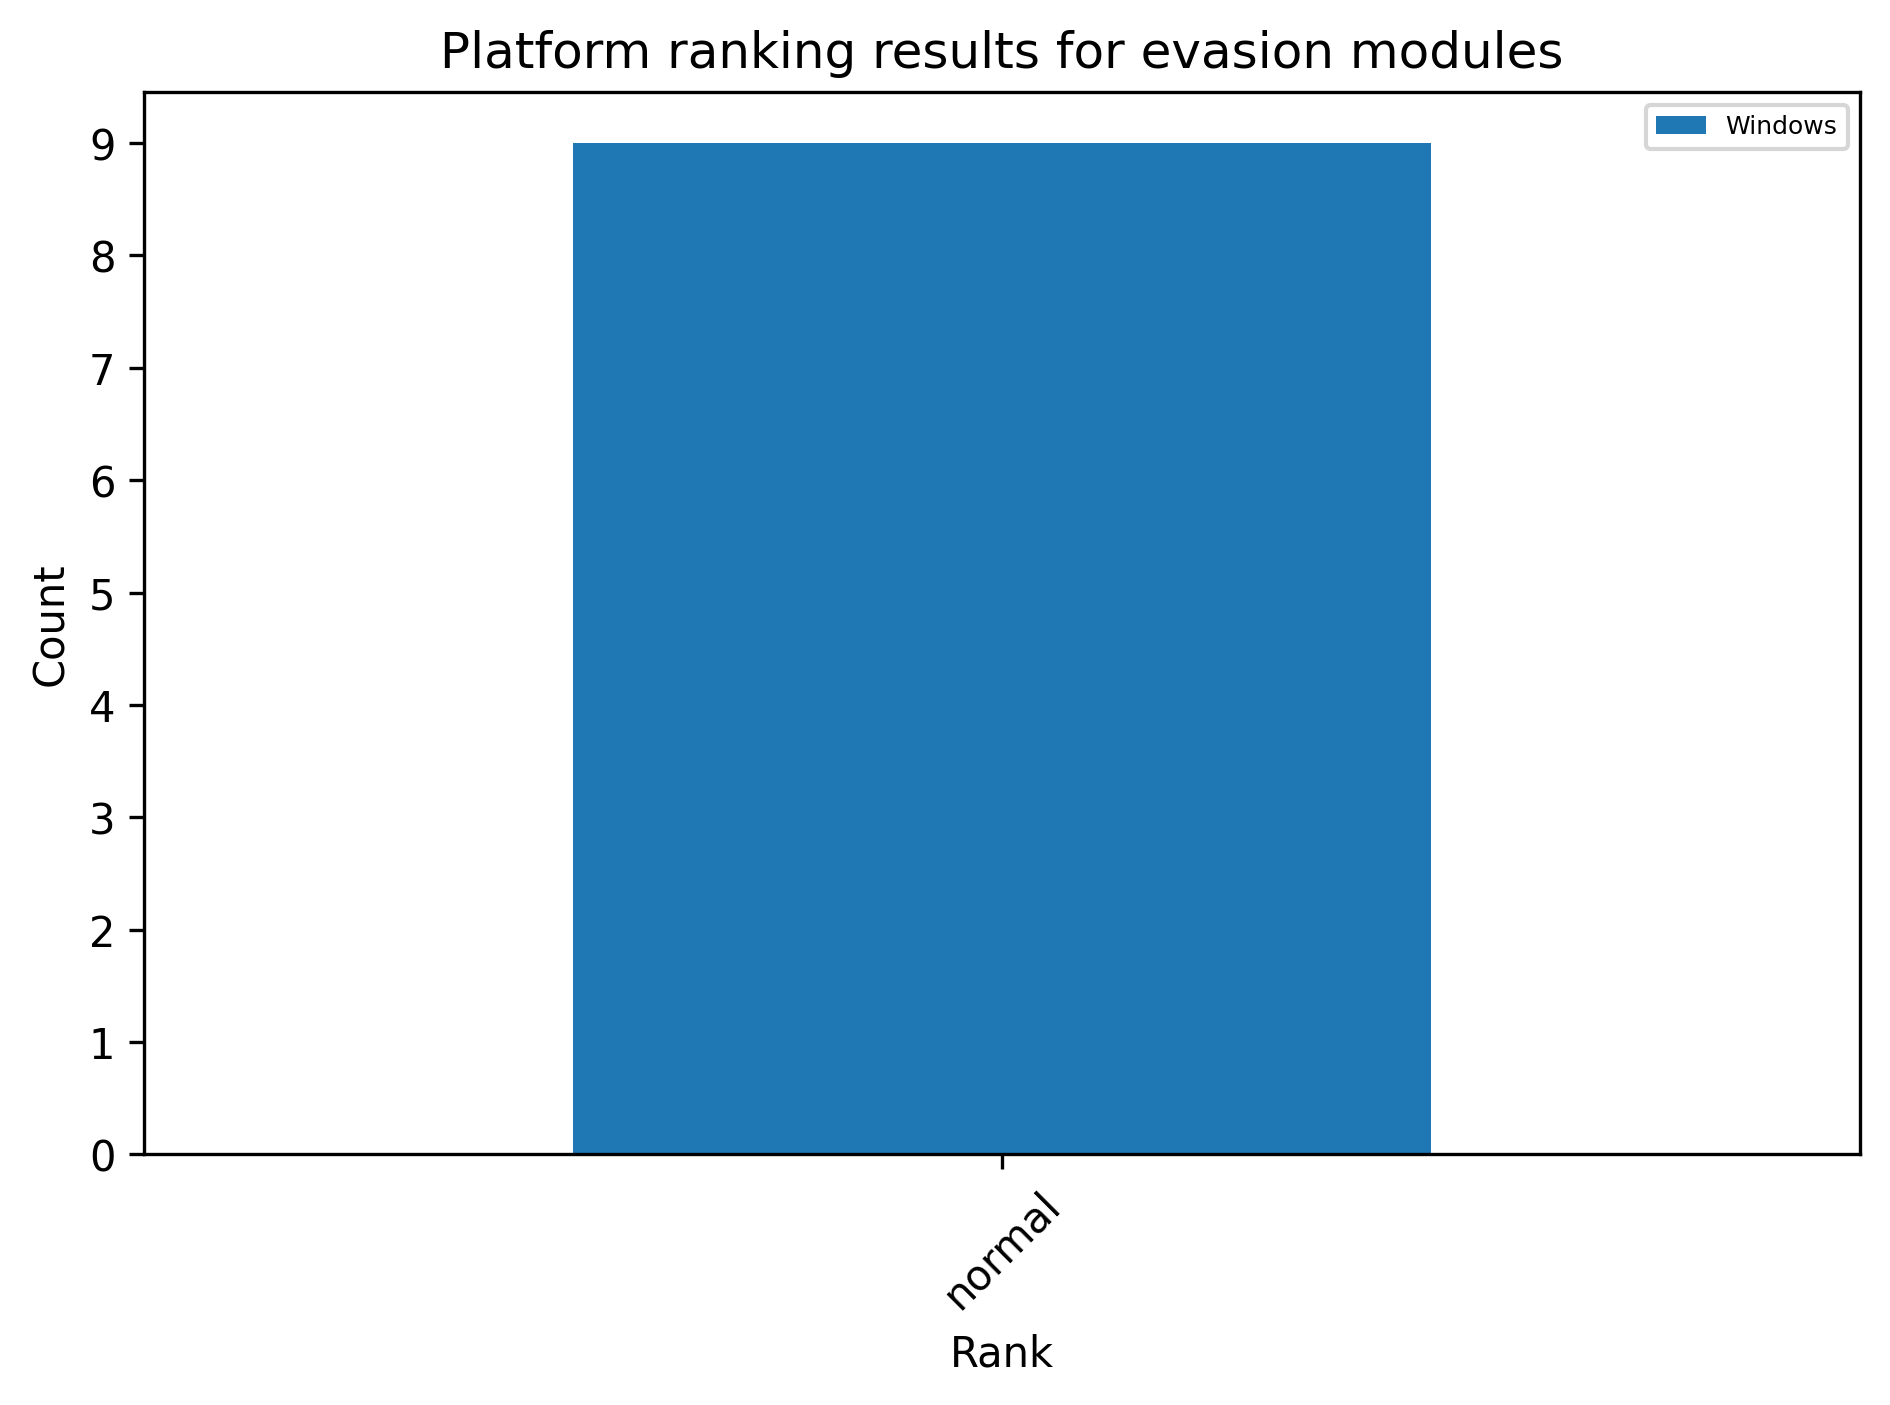 Platform ranking results for evasion modules
Windows
Count
9
8
7
6
5
4
3
2
1
0
normal
Rank